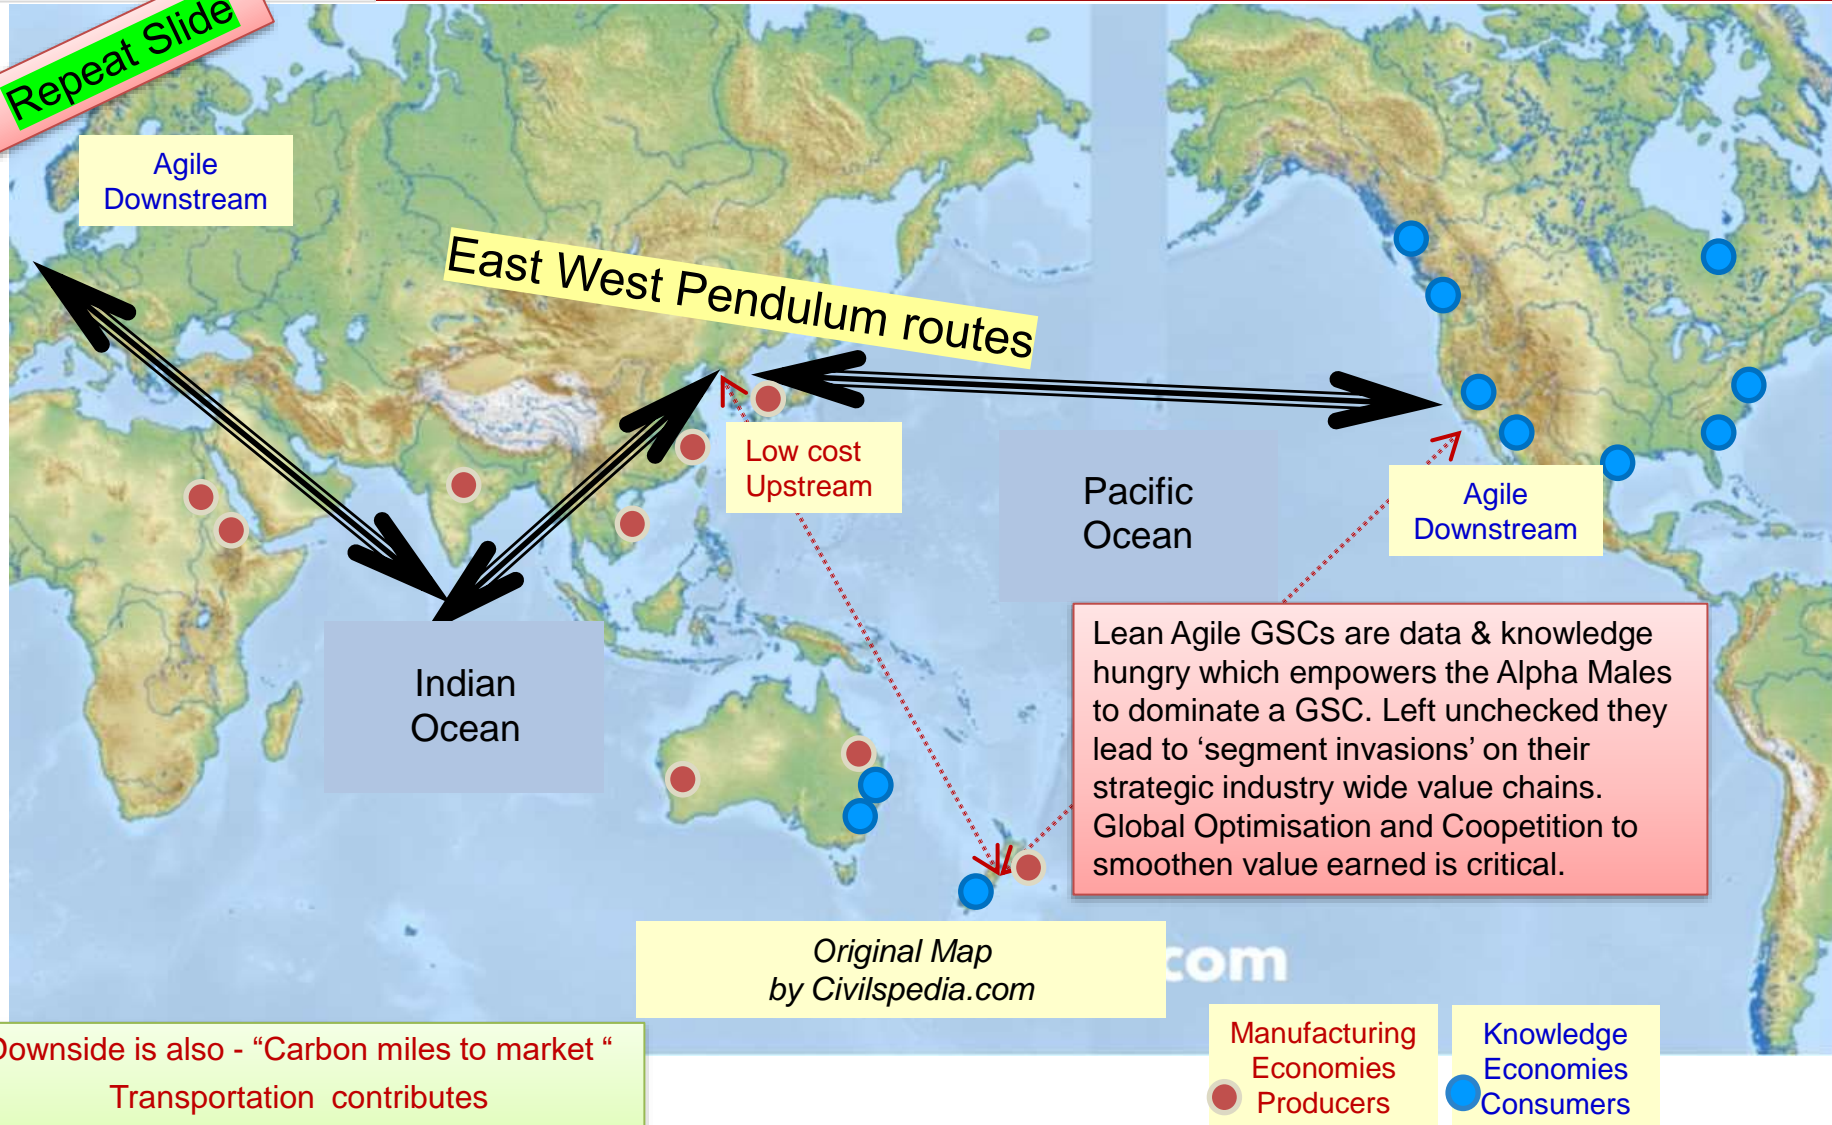 Repeat Slide
Agile
Downstream
East West Pendulum routes
Low cost
Upstream
Pacific
Ocean
Agile
Downstream
Indian
Ocean
Lean Agile GSCs are data & knowledge
hungry which empowers the Alpha Males
to dominate a GSC. Left unchecked they
lead to ‘segment invasions’ on their
strategic industry wide value chains.
Global Optimisation and Coopetition to
smoothen value earned is critical.
Original Map
by Civilspedia.com
com
Downside is also - “Carbon miles to market “
Transportation contributes
Manufacturing
Economies
Producers
Knowledge
Economies
Consumers